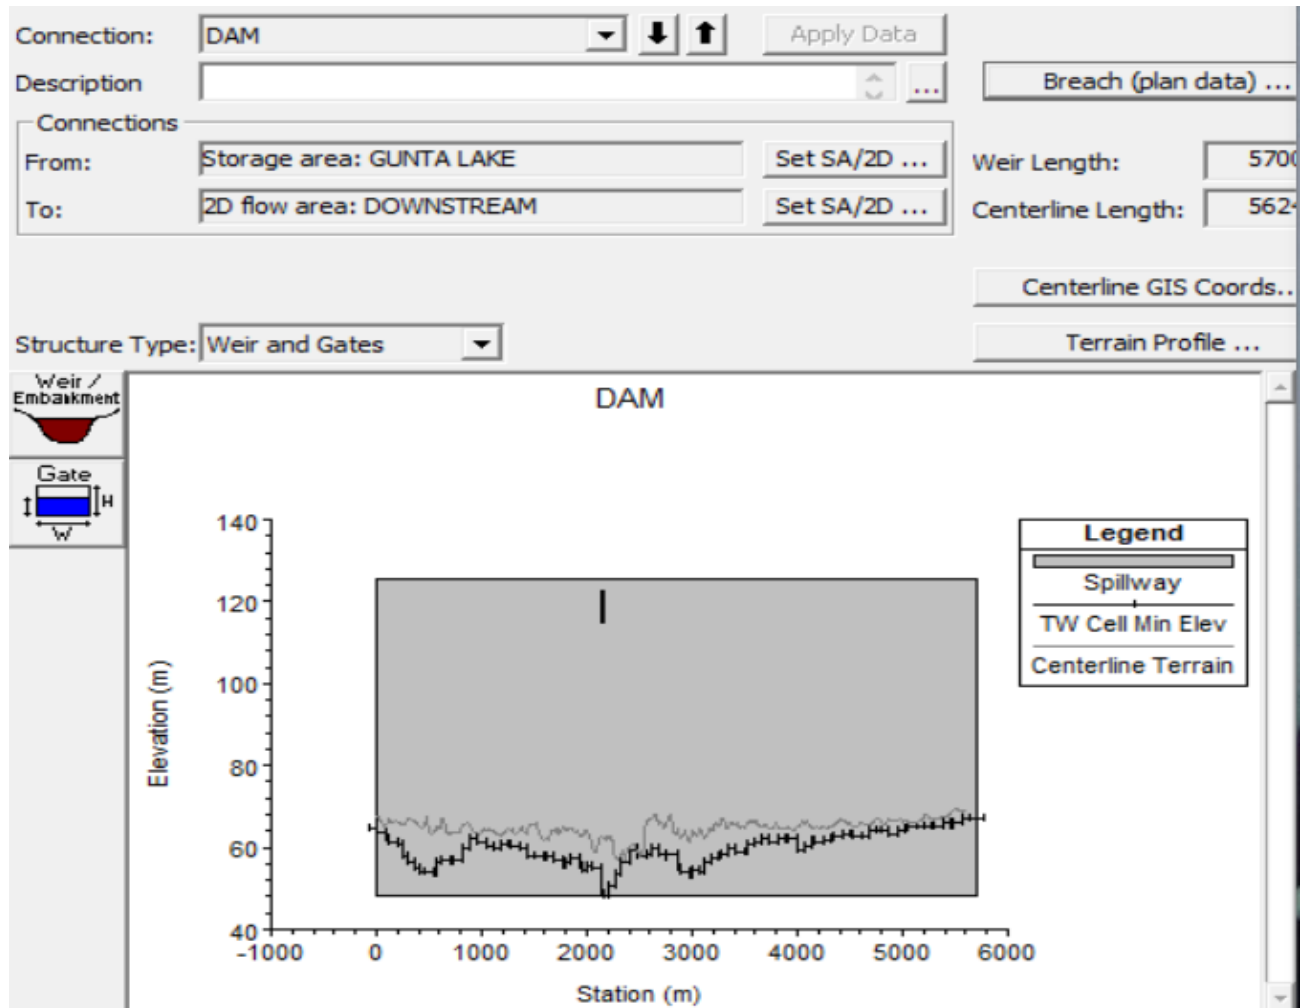 Connection: DAM Apply Data
Description ... Breach (plan data) ...
Connections
From: Storage area: GUNTA LAKE Set SA/2D ... Weir Length: 5700
To: 2D flow area: DOWNSTREAM Set SA/2D ... Centerline Length: 562
Centerline GIS Coords..
Structure Type: Weir and Gates Terrain Profile ...
Weir /
Embankment
Gate
H
W
DAM
Legend
Spillway
TW Cell Min Elev
Centerline Terrain
Elevation (m)
140
120
100
80
60
40
-1000 0 1000 2000 3000 4000 5000 6000
Station (m)